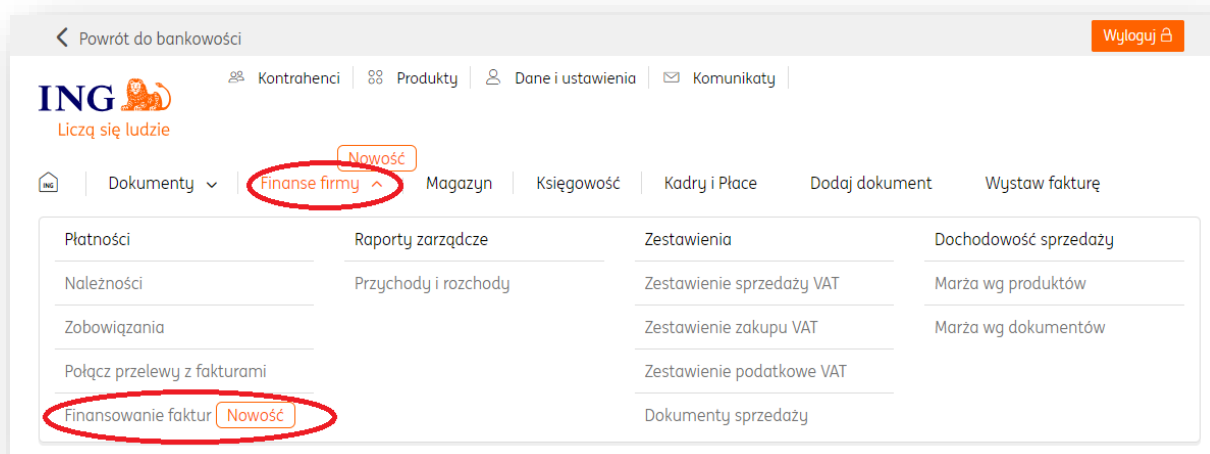 Powrót do bankowości
Wyloguj
Kontrahenci Produkty Dane i ustawienia Komunikaty
ING
Liczą się ludzie
Nowość
ING Dokumenty Finanse firmy Magazyn Księgowość Kadry i Płace Dodaj dokument Wystaw fakturę
Płatności Raporty zarządcze Zestawienia Dochodowość sprzedaży
Należności Przychody i rozchody Zestawienie sprzedaży VAT Marża wg produktów
Zobowiązania Zestawienie zakupu VAT Marża wg dokumentów
Połącz przelewy z fakturami Zestawienie podatkowe VAT
Finansowanie faktur Nowość Dokumenty sprzedaży